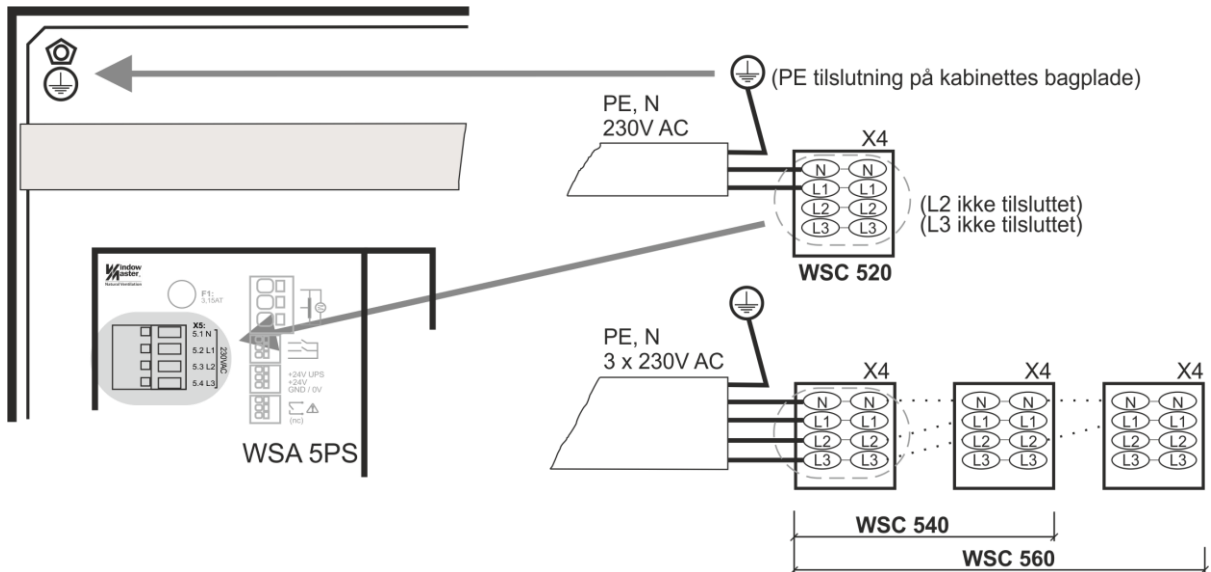 (PE tilslutning på kabinettes bagplade)
PE, N
230V AC
X4
N N
L1 L1
L2 L2
L3 L3
(L2 ikke tilsluttet)
(L3 ikke tilsluttet)
WSC 520
Window
Master
Natural Ventilation
F1:
3,15AT
X5:
5.1 N
5.2 L1
5.3 L2
5.4 L3
230VAC
+24V UPS
+24V
GND / 0V
(nc)
WSA 5PS
PE, N
3 x 230V AC
X4 X4 X4
N N N N N N
L1 L1 L1 L1 L1 L1
L2 L2 L2 L2 L2 L2
L3 L3 L3 L3 L3 L3
WSC 540
WSC 560